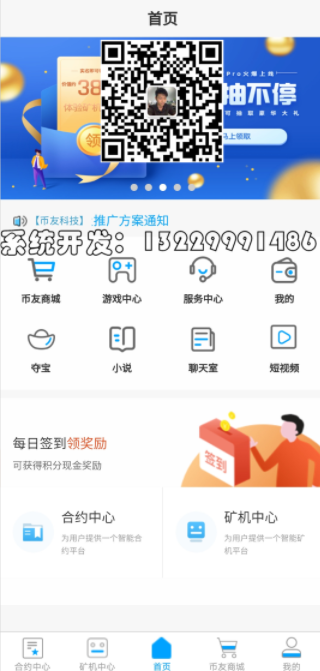 首页
Pro火爆上线
38
抽不停
领
马上领取
【币友科技】 推广方案通知
系统开发：13229991486
币友商城
游戏中心
服务中心
我的
夺宝
小说
聊天室
短视频
每日签到领奖励
可获得积分现金奖励
签到
合约中心
为用户提供一个智能合
约平台
矿机中心
为用户提供一个智能矿
机平台
合约中心
矿机中心
首页
币友商城
我的